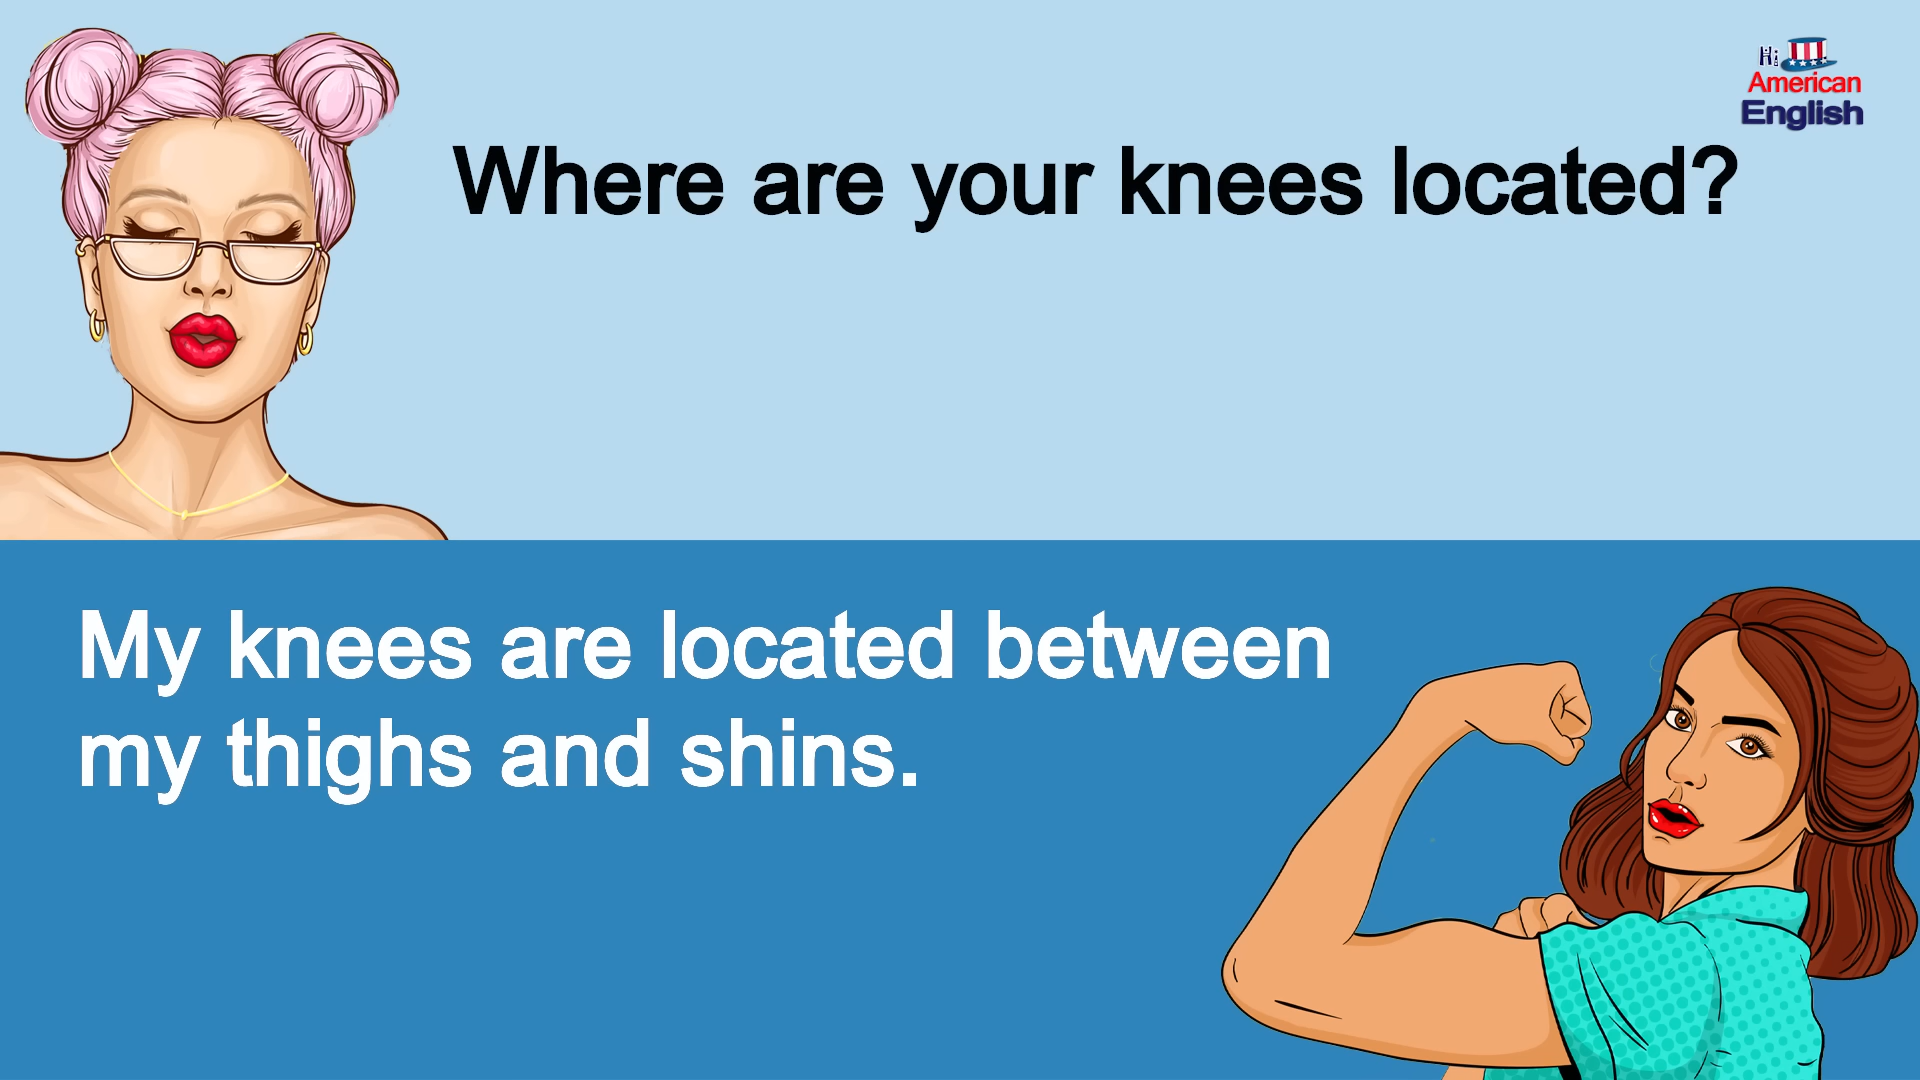 Hi
American
English
Where are your knees located?
My knees are located between
my thighs and shins.